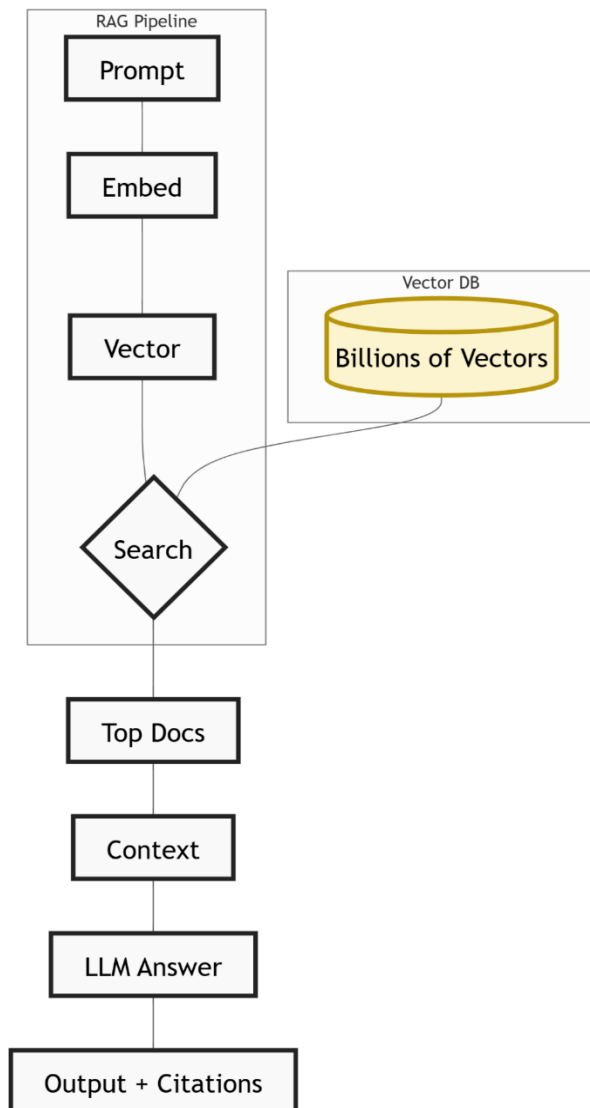 RAG Pipeline
Prompt
Embed
Vector
Vector DB
Billions of Vectors
Search
Top Docs
Context
LLM Answer
Output + Citations